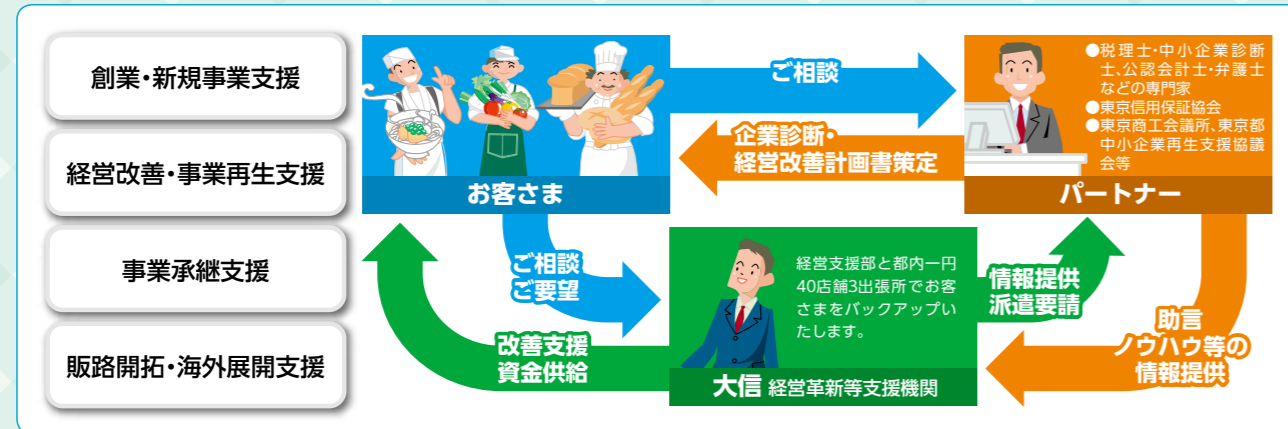 創業・新規事業支援
経営改善・事業再生支援
事業承継支援
販路開拓・海外展開支援
お客さま
ご相談
企業診断・
経営改善計画書策定
●税理士・中小企業診断
士、公認会計士・弁護士
などの専門家
●東京信用保証協会
●東京商工会議所、東京都
中小企業再生支援協議
会等
パートナー
ご相談
ご要望
改善支援
資金供給
経営支援部と都内一円
40店舗3出張所でお客
さまをバックアップい
たします。
大信 経営革新等支援機関
情報提供
派遣要請
助言
ノウハウ等の
情報提供